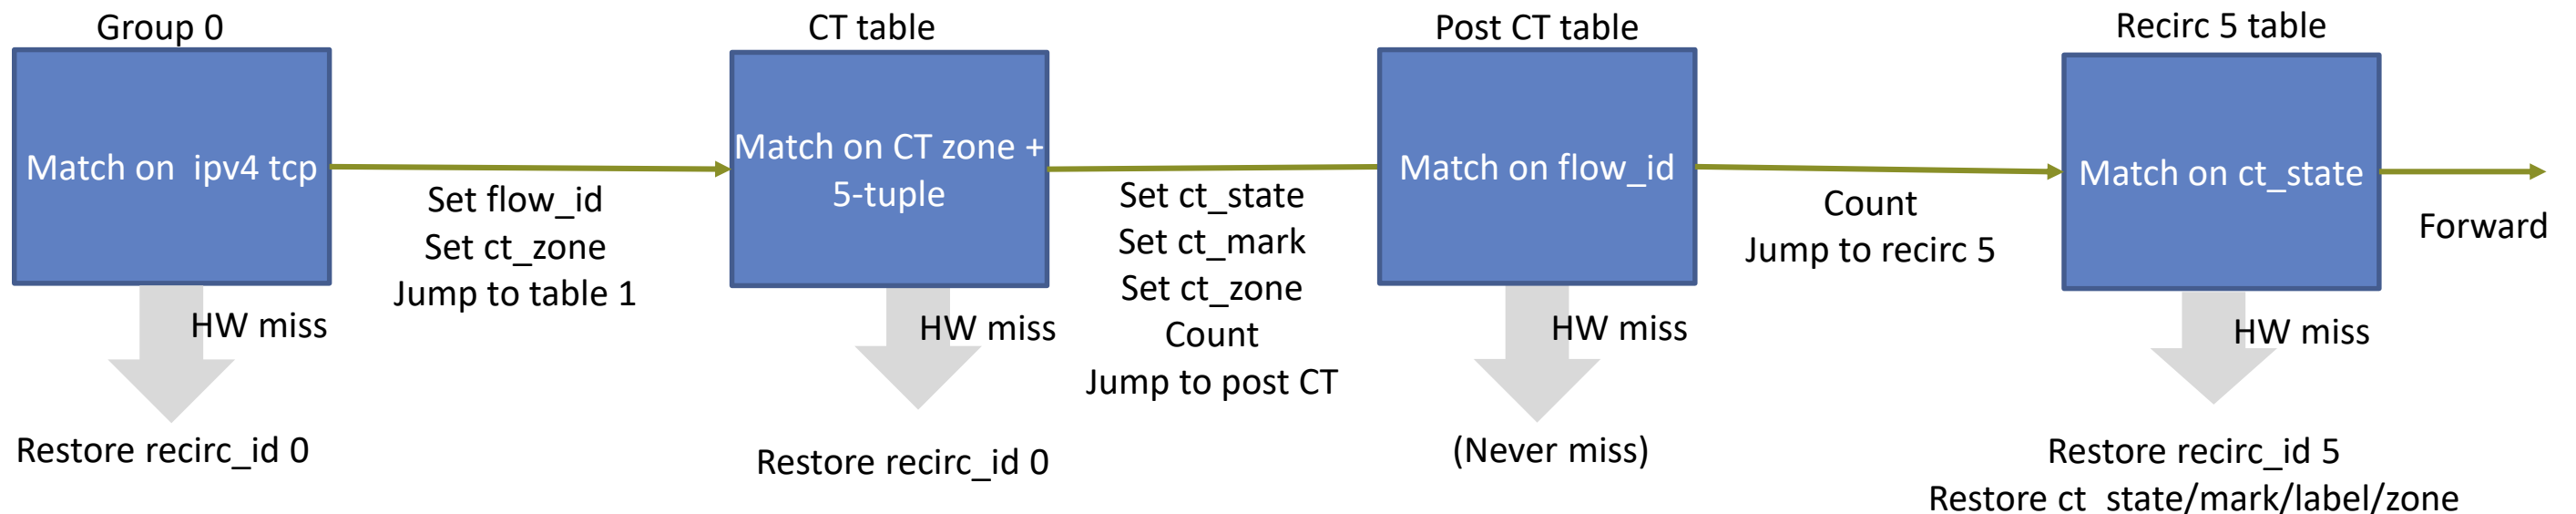 Group 0
Match on ipv4 tcp
HW miss
Restore recirc_id 0
Set flow_id
Set ct_zone
Jump to table 1
CT table
Match on CT zone +
5-tuple
HW miss
Restore recirc_id 0
Set ct_state
Set ct_mark
Set ct_zone
Count
Jump to post CT
Post CT table
Match on flow_id
HW miss
(Never miss)
Count
Jump to recirc 5
Recirc 5 table
Match on ct_state
HW miss
Restore recirc_id 5
Restore ct_state/mark/label/zone
Forward